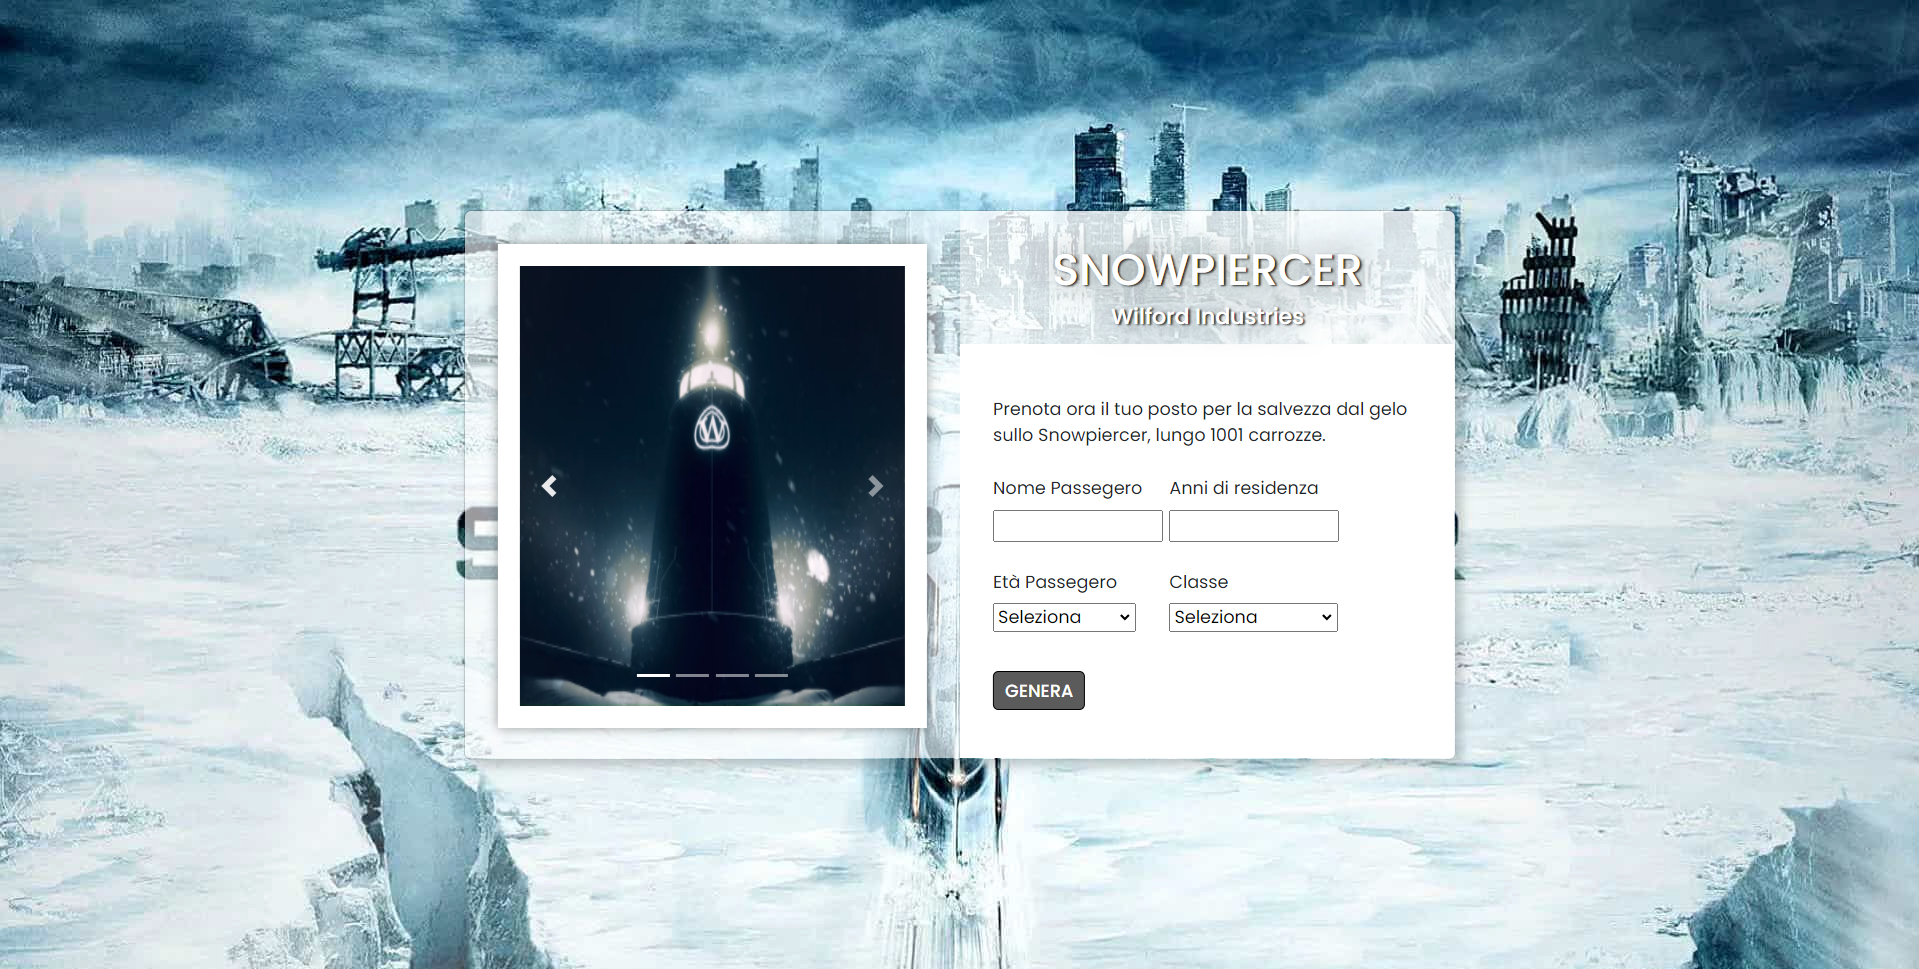 SNOWPIERCER
Wilford Industries
W
Prenota ora il tuo posto per la salvezza dal gelo
sullo Snowpiercer, lungo 1001 carrozze.
Nome Passegero Anni di residenza
Età Passegero Classe
Seleziona Seleziona
GENERA